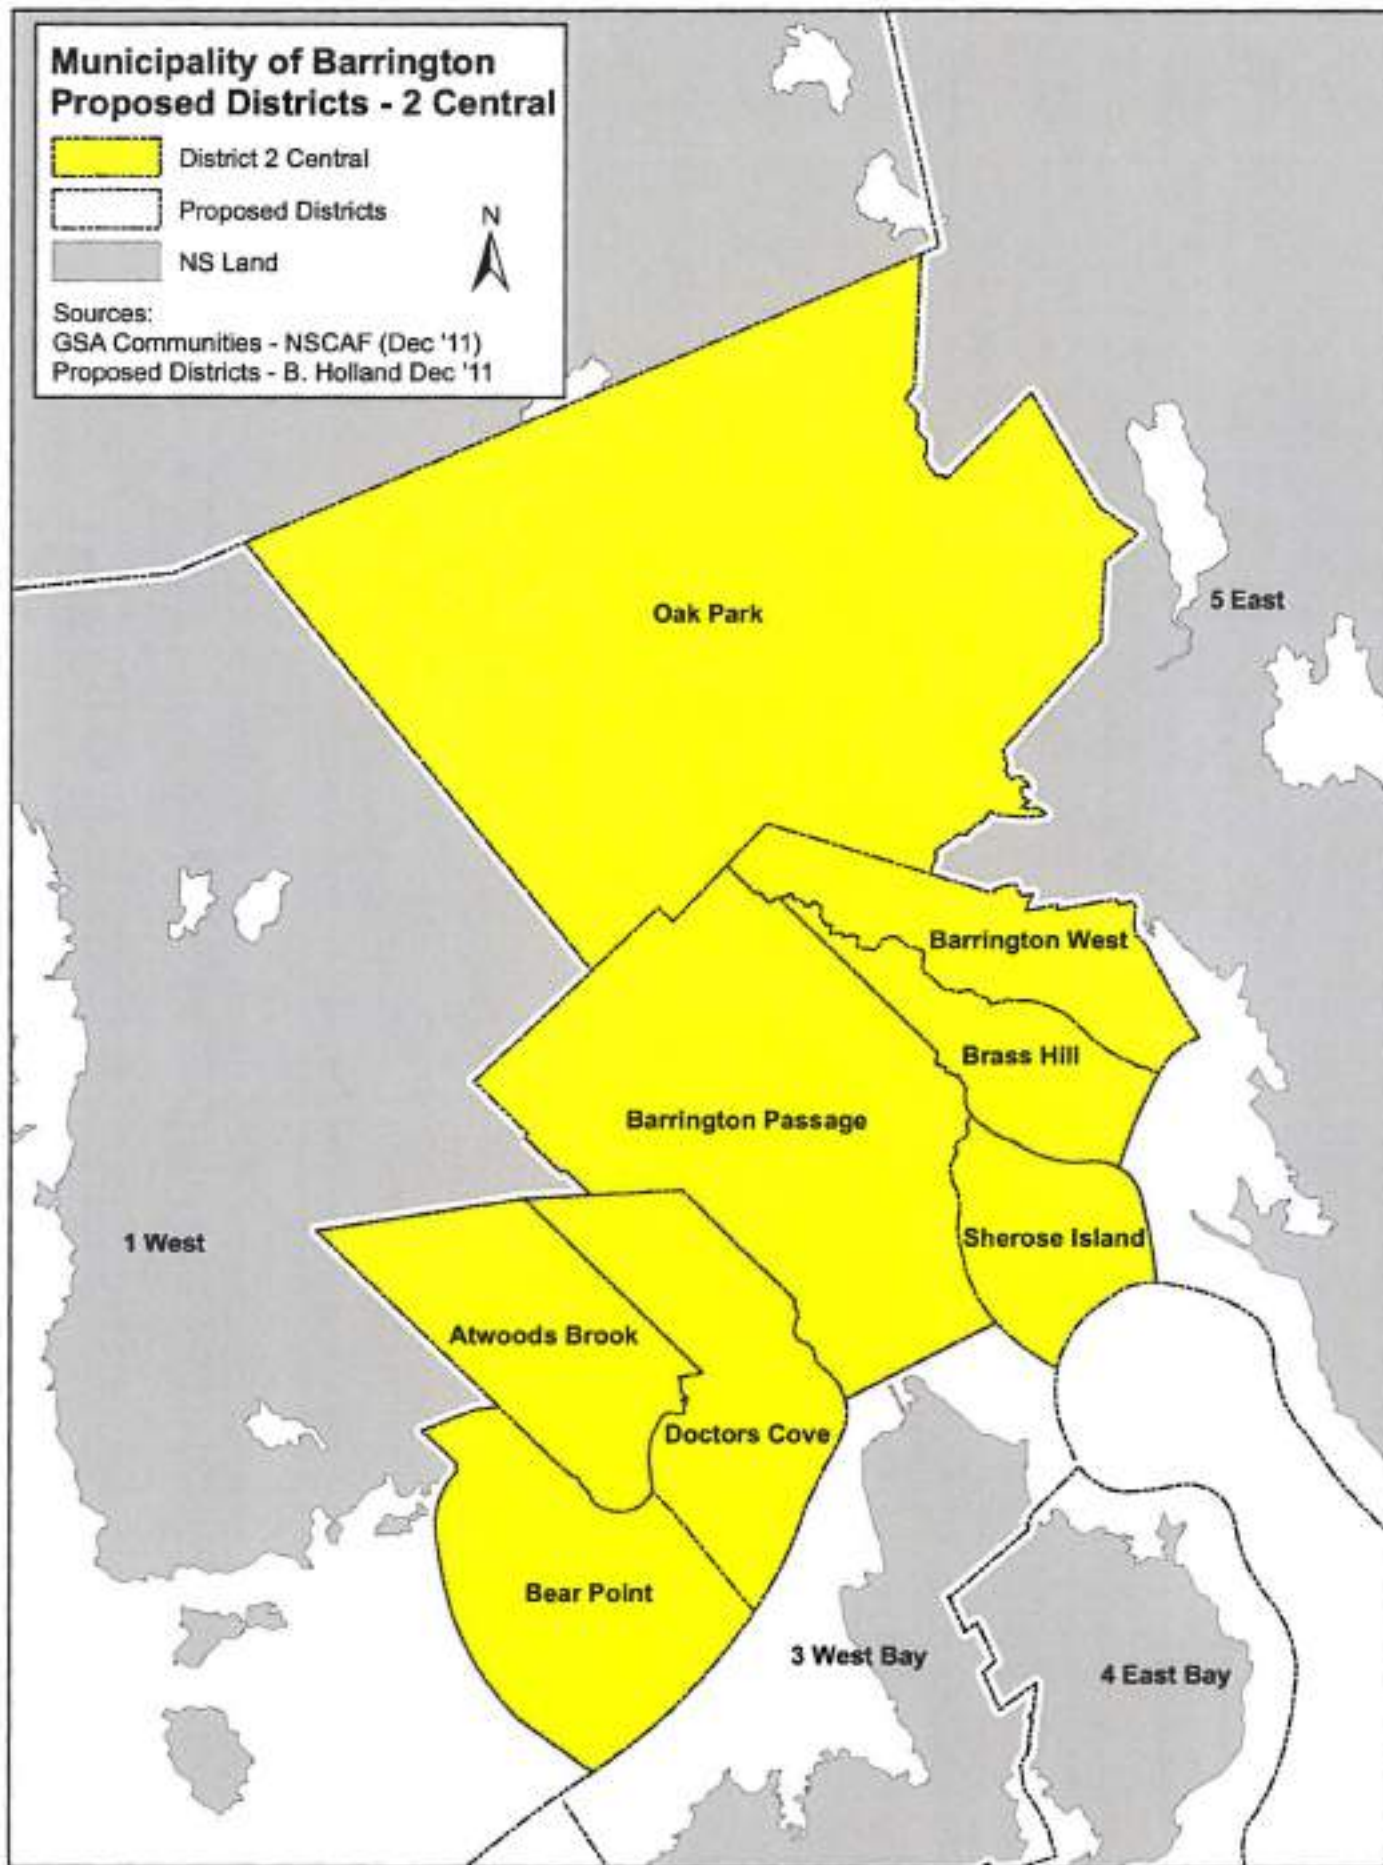 Municipality of Barrington
Proposed Districts - 2 Central
District 2 Central
Proposed Districts
N
NS Land
Sources:
GSA Communities - NSCAF (Dec '11)
Proposed Districts - B. Holland Dec '11
Oak Park
5 East
Barrington West
Brass Hill
Barrington Passage
1 West
Sherose Island
Atwoods Brook
Doctors Cove
Bear Point
3 West Bay
4 East Bay